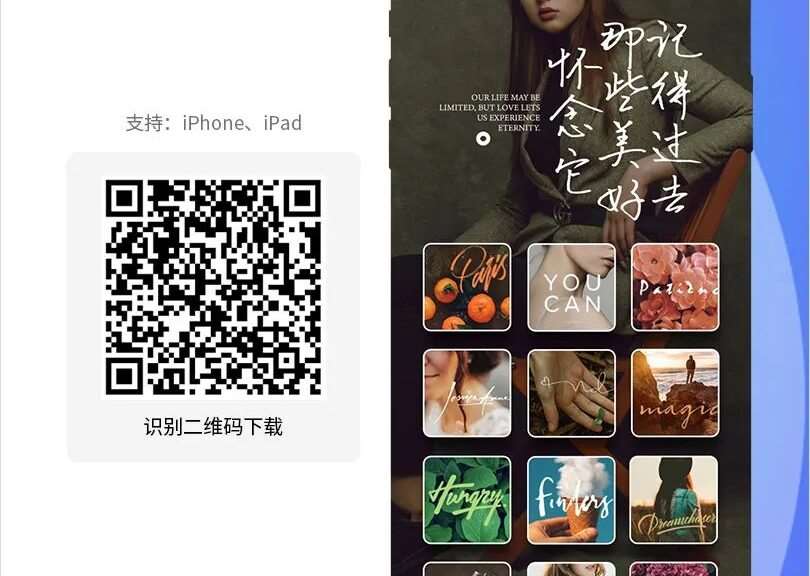 支持：iPhone、iPad
识别二维码下载
记得过去
那些美好
怀念它
OUR LIFE MAY BE
LIMITED, BUT LOVE LETS
US EXPERIENCE
ETERNITY.
Paris
YOU
CAN
Patienc
Jessica
magic
Hungry
finders
Dreamchaser